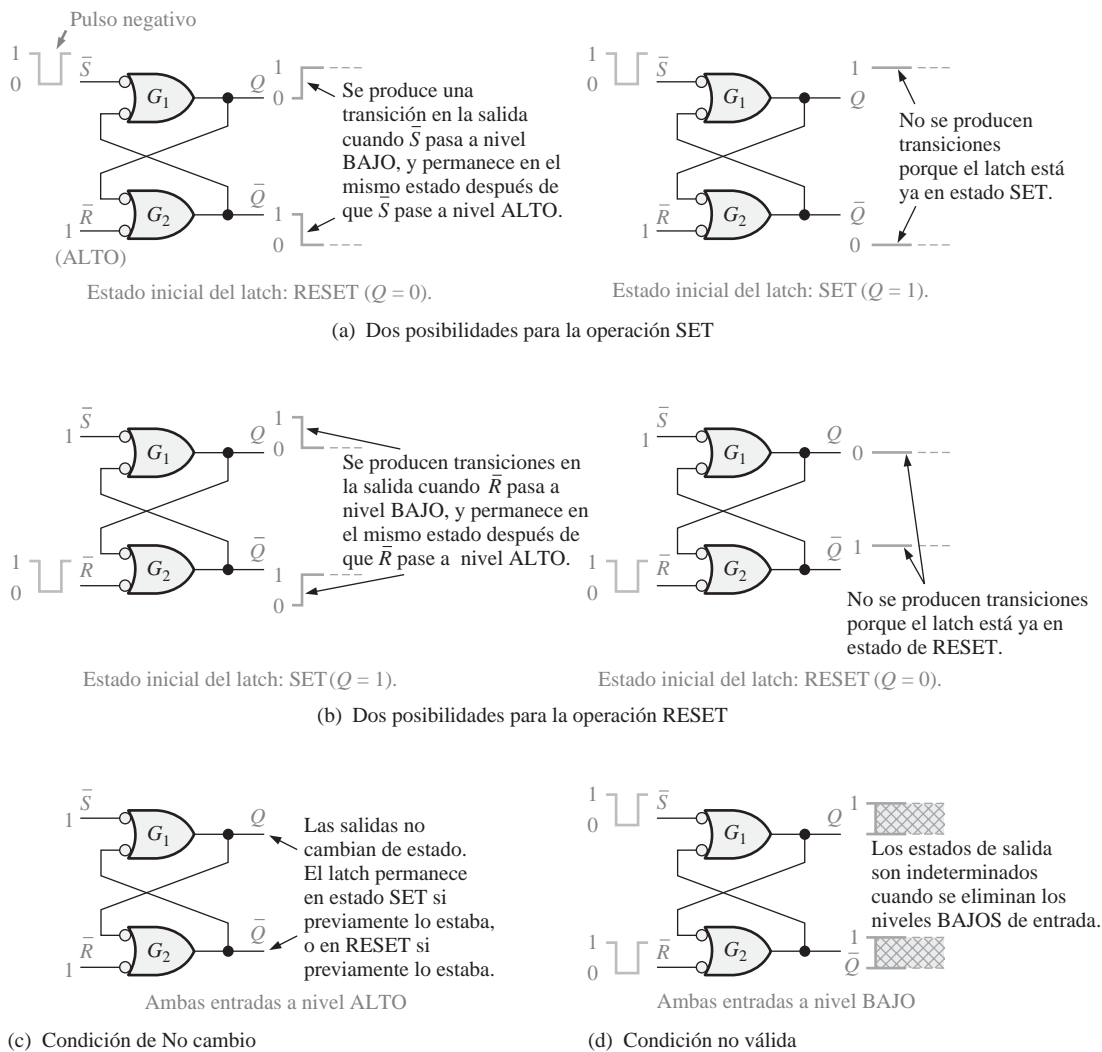 Pulso negativo
1
0
S̄
G1
Q
1
0
Se produce una
transición en la salida
cuando S̄ pasa a nivel
BAJO, y permanece en el
mismo estado después de
que S̄ pase a nivel ALTO.
R̄
1
(ALTO)
G2
Q̄
1
0
Estado inicial del latch: RESET (Q = 0).
1
0
S̄
G1
1
Q
No se producen
transiciones
porque el latch está
ya en estado SET.
R̄
1
G2
Q̄
0
Estado inicial del latch: SET (Q = 1).
(a) Dos posibilidades para la operación SET
S̄
1
G1
Q
1
0
Se producen transiciones en
la salida cuando R̄ pasa a
nivel BAJO, y permanece en
el mismo estado después de
que R̄ pase a nivel ALTO.
1
0
R̄
G2
Q̄
1
0
Estado inicial del latch: SET (Q = 1).
S̄
1
G1
Q
0
1
0
R̄
G2
Q̄
1
No se producen transiciones
porque el latch está ya en
estado de RESET.
Estado inicial del latch: RESET (Q = 0).
(b) Dos posibilidades para la operación RESET
S̄
1
G1
Q
Las salidas no
cambian de estado.
El latch permanece
en estado SET si
previamente lo estaba,
o en RESET si
previamente lo estaba.
R̄
1
G2
Q̄
Ambas entradas a nivel ALTO
(c) Condición de No cambio
1
0
S̄
G1
Q
1
Los estados de salida
son indeterminados
cuando se eliminan los
niveles BAJOS de entrada.
1
0
R̄
G2
1
Q̄
Ambas entradas a nivel BAJO
(d) Condición no válida